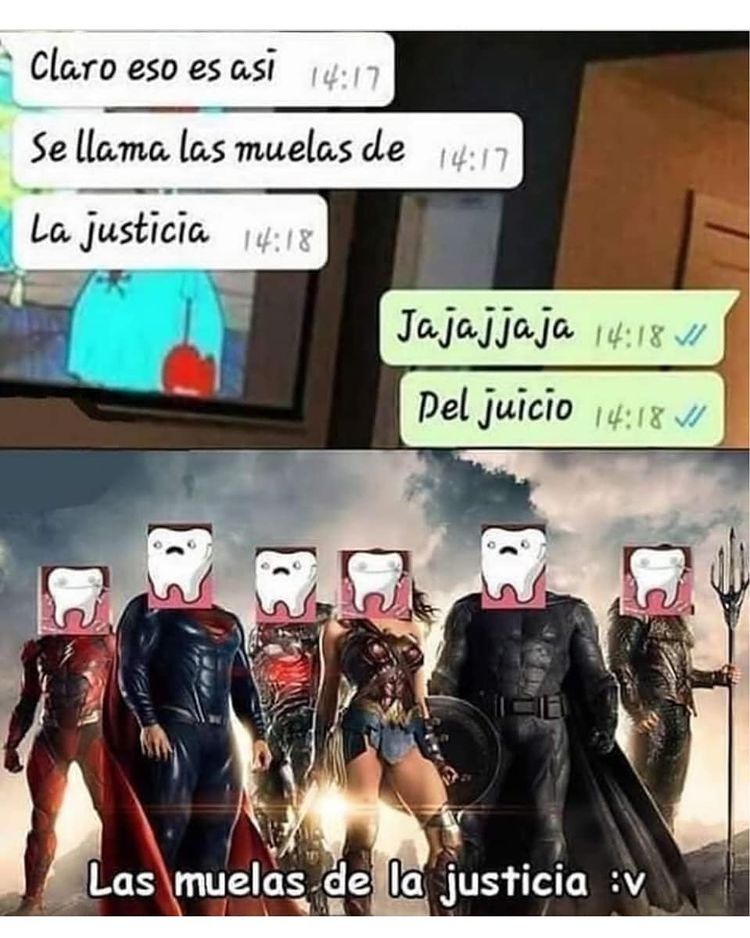 Claro eso es asi 14:17
Se llama las muelas de 14:17
La justicia 14:18
Jajajjaja 14:18
Del juicio 14:18
Las muelas de la justicia :v